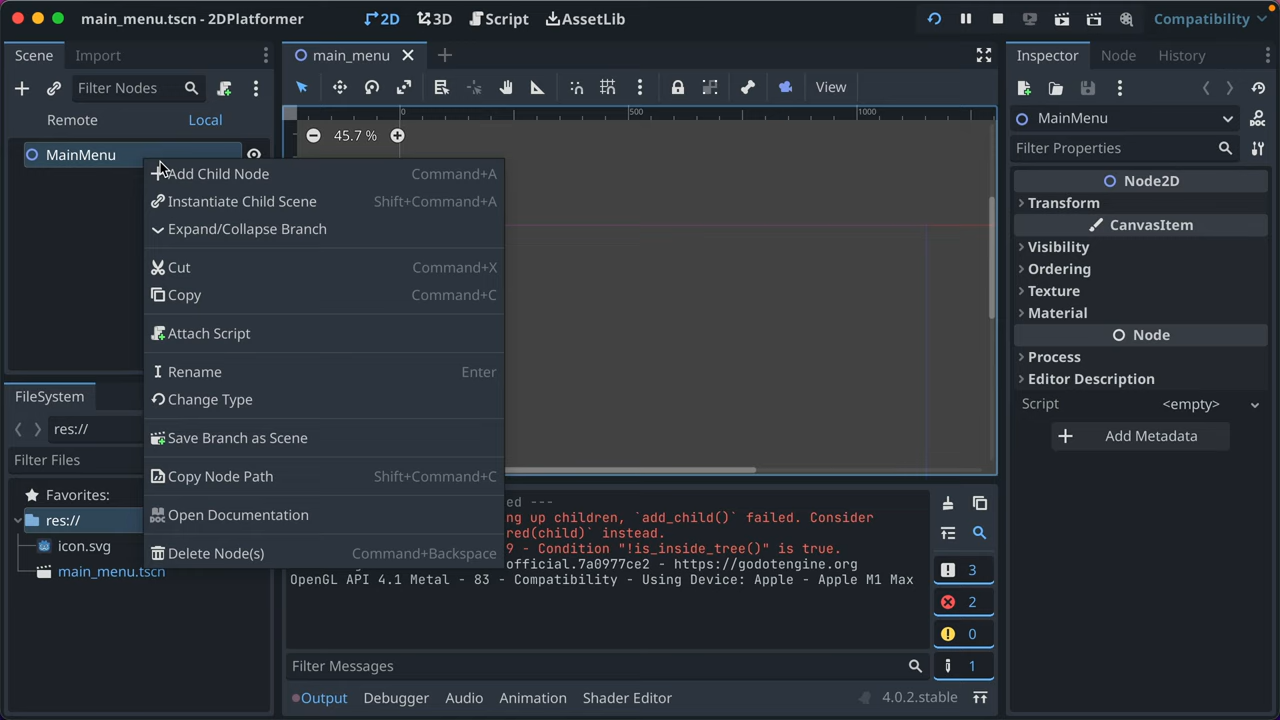 main_menu.tscn - 2DPlatformer
2D
3D
Script
AssetLib
Compatibility
Scene
Import
main_menu
Inspector
Node
History
Filter Nodes
View
Remote
Local
MainMenu
0
500
1000
45.7 %
MainMenu
Filter Properties
Node2D
Transform
CanvasItem
Visibility
Ordering
Texture
Material
Node
Process
Editor Description
Script
<empty>
Add Metadata
Add Child Node Command+A
Instantiate Child Scene Shift+Command+A
Expand/Collapse Branch
Cut Command+X
Copy Command+C
Attach Script
Rename Enter
Change Type
Save Branch as Scene
Copy Node Path Shift+Command+C
Open Documentation
Delete Node(s) Command+Backspace
FileSystem
res://
Filter Files
Favorites:
res://
icon.svg
main_menu.tscn
ed ---
ng up children, `add_child()` failed. Consider
red(child)` instead.
9 - Condition "!is_inside_tree()" is true.
official.7a0977ce2 - https://godotengine.org
OpenGL API 4.1 Metal - 83 - Compatibility - Using Device: Apple - Apple M1 Max
3
2
0
1
Filter Messages
Output
Debugger
Audio
Animation
Shader Editor
4.0.2.stable